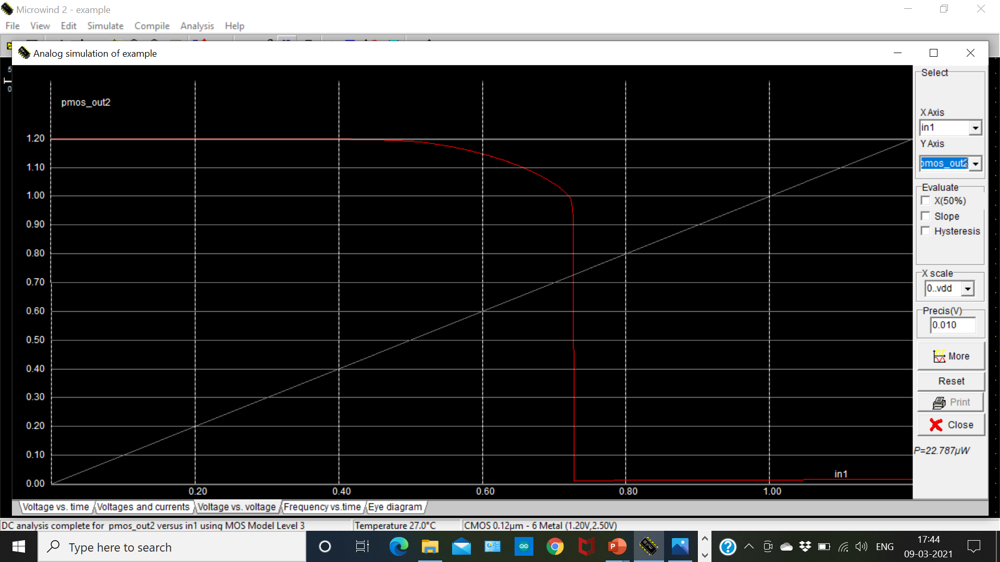 Microwind 2 - example
File View Edit Simulate Compile Analysis Help
Analog simulation of example
5
0
pmos_out2
1.20
1.10
1.00
0.90
0.80
0.70
0.60
0.50
0.40
0.30
0.20
0.10
0.00
in1
0.20 0.40 0.60 0.80 1.00
Select
X Axis
in1
Y Axis
pmos_out2
Evaluate
X(50%)
Slope
Hysteresis
X scale
0..vdd
Precis(V)
0.010
More
Reset
Print
Close
P=22.787µW
Voltage vs. time Voltages and currents Voltage vs. voltage Frequency vs.time Eye diagram
DC analysis complete for pmos_out2 versus in1 using MOS Model Level 3 Temperature 27.0°C CMOS 0.12µm - 6 Metal (1.20V,2.50V)
Type here to search
P
?
ENG
17:44
09-03-2021